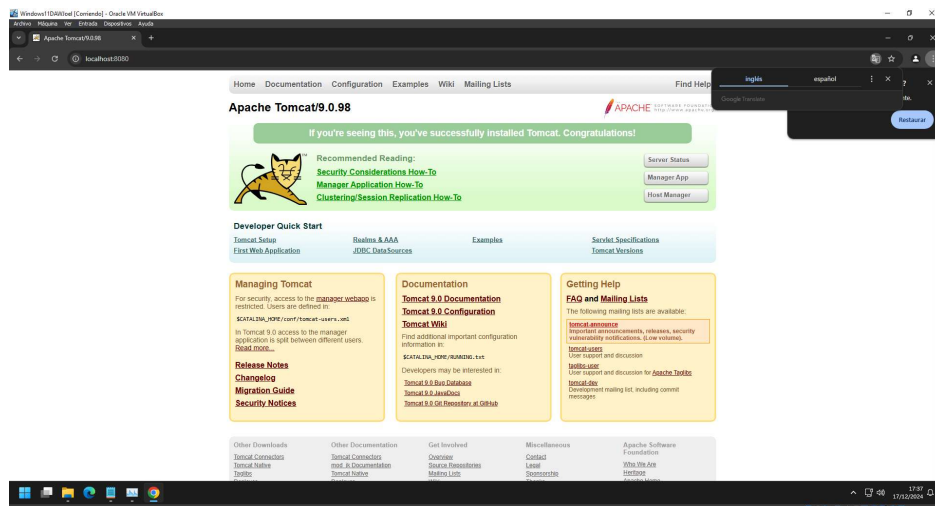 Windows11DAWJoel [Corriendo] - Oracle VM VirtualBox
Archivo Máquina Ver Entrada Dispositivos Ayuda
Apache Tomcat/9.0.98
localhost:8080
inglés español
Google Translate
Restaurar
Home Documentation Configuration Examples Wiki Mailing Lists Find Help
Apache Tomcat/9.0.98
APACHE SOFTWARE FOUNDATION
http://www.apache.org
If you're seeing this, you've successfully installed Tomcat. Congratulations!
Recommended Reading:
Security Considerations How-To
Manager Application How-To
Clustering/Session Replication How-To
Server Status
Manager App
Host Manager
Developer Quick Start
Tomcat Setup Realms & AAA Examples Servlet Specifications
First Web Application JDBC DataSources Tomcat Versions
Managing Tomcat
For security, access to the manager webapp is
restricted. Users are defined in:
$CATALINA_HOME/conf/tomcat-users.xml
In Tomcat 9.0 access to the manager
application is split between different users.
Read more...
Release Notes
Changelog
Migration Guide
Security Notices
Documentation
Tomcat 9.0 Documentation
Tomcat 9.0 Configuration
Tomcat Wiki
Find additional important configuration
information in:
$CATALINA_HOME/RUNNING.txt
Developers may be interested in:
Tomcat 9.0 Bug Database
Tomcat 9.0 JavaDocs
Tomcat 9.0 Git Repository at GitHub
Getting Help
FAQ and Mailing Lists
The following mailing lists are available:
tomcat-announce
Important announcements, releases, security
vulnerability notifications. (Low volume).
tomcat-users
User support and discussion
taglibs-user
User support and discussion for Apache Taglibs
tomcat-dev
Development mailing list, including commit
messages
Other Downloads
Tomcat Connectors
Tomcat Native
Taglibs
Other Documentation
Tomcat Connectors
mod_jk Documentation
Tomcat Native
Get Involved
Overview
Source Repositories
Mailing Lists
Miscellaneous
Contact
Legal
Sponsorship
Apache Software
Foundation
Who We Are
Heritage
17:37
17/12/2024